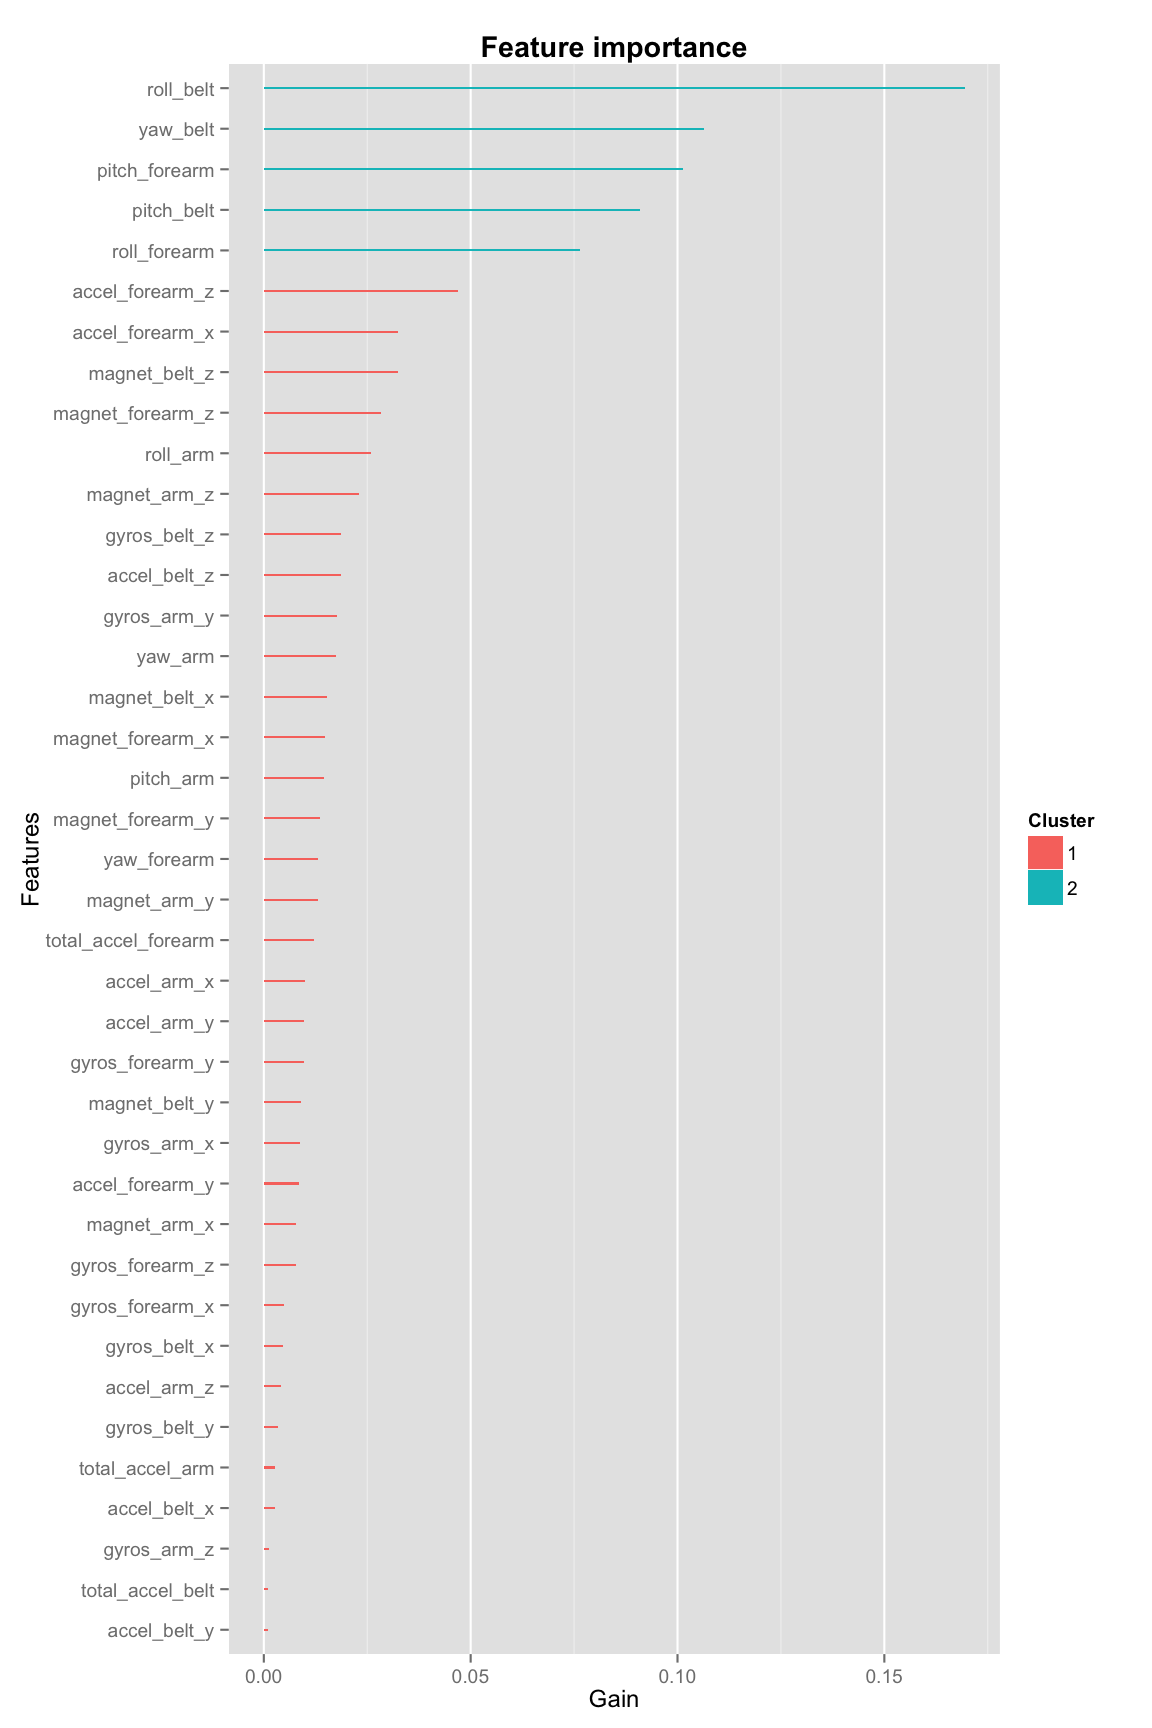 Feature importance
roll_belt
yaw_belt
pitch_forearm
pitch_belt
roll_forearm
accel_forearm_z
accel_forearm_x
magnet_belt_z
magnet_forearm_z
roll_arm
magnet_arm_z
gyros_belt_z
accel_belt_z
gyros_arm_y
yaw_arm
magnet_belt_x
magnet_forearm_x
pitch_arm
magnet_forearm_y
yaw_forearm
magnet_arm_y
total_accel_forearm
accel_arm_x
accel_arm_y
gyros_forearm_y
magnet_belt_y
gyros_arm_x
accel_forearm_y
magnet_arm_x
gyros_forearm_z
gyros_forearm_x
gyros_belt_x
accel_arm_z
gyros_belt_y
total_accel_arm
accel_belt_x
gyros_arm_z
total_accel_belt
accel_belt_y
Features
0.00 0.05 0.10 0.15
Gain
Cluster
1
2